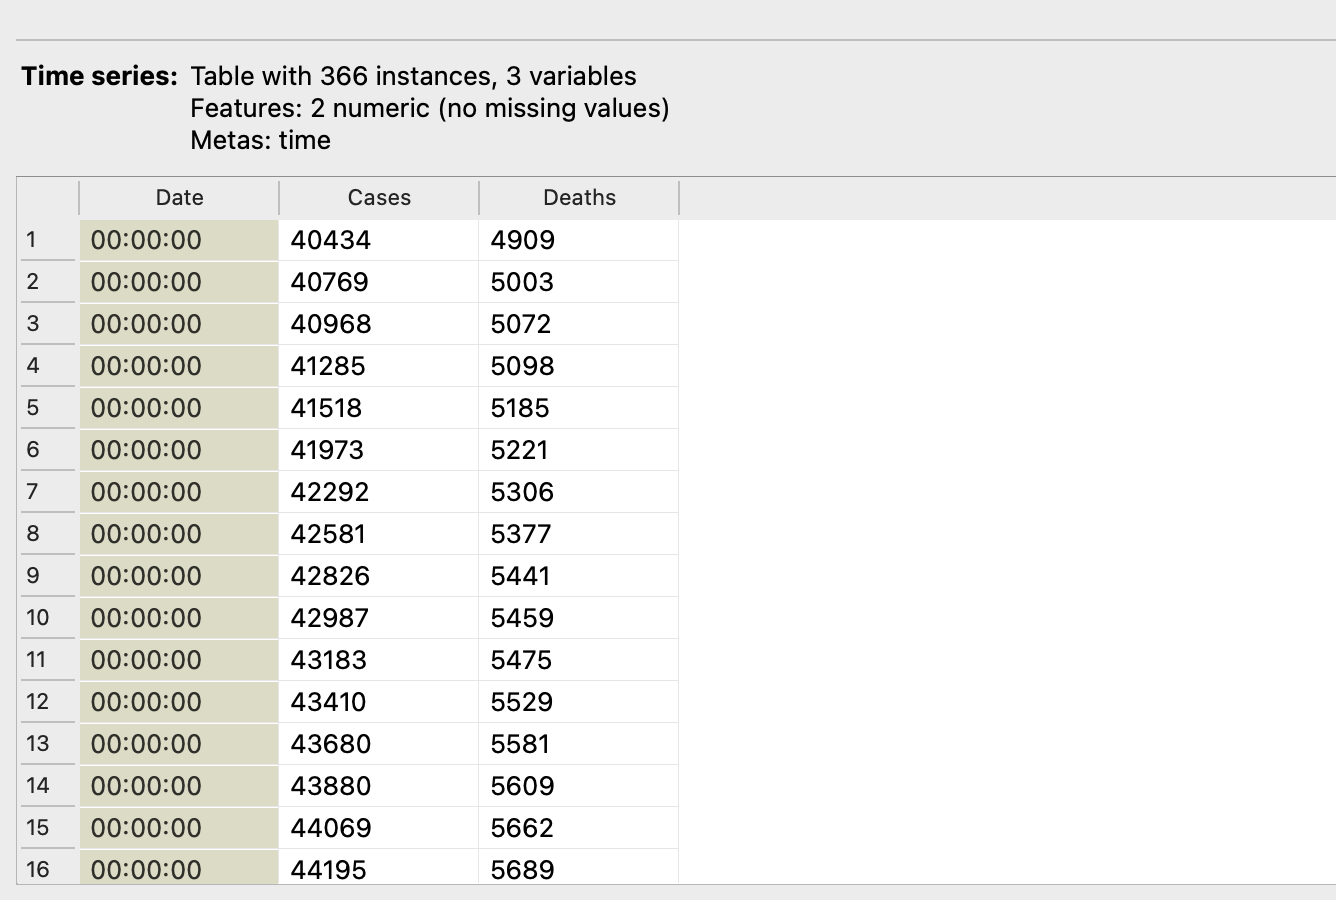 Time series: Table with 366 instances, 3 variables
Features: 2 numeric (no missing values)
Metas: time
Date Cases Deaths
1 00:00:00 40434 4909
2 00:00:00 40769 5003
3 00:00:00 40968 5072
4 00:00:00 41285 5098
5 00:00:00 41518 5185
6 00:00:00 41973 5221
7 00:00:00 42292 5306
8 00:00:00 42581 5377
9 00:00:00 42826 5441
10 00:00:00 42987 5459
11 00:00:00 43183 5475
12 00:00:00 43410 5529
13 00:00:00 43680 5581
14 00:00:00 43880 5609
15 00:00:00 44069 5662
16 00:00:00 44195 5689